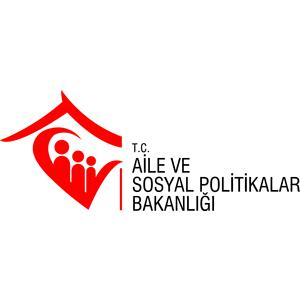 T.C.
AİLE VE
SOSYAL POLİTİKALAR
BAKANLIĞI